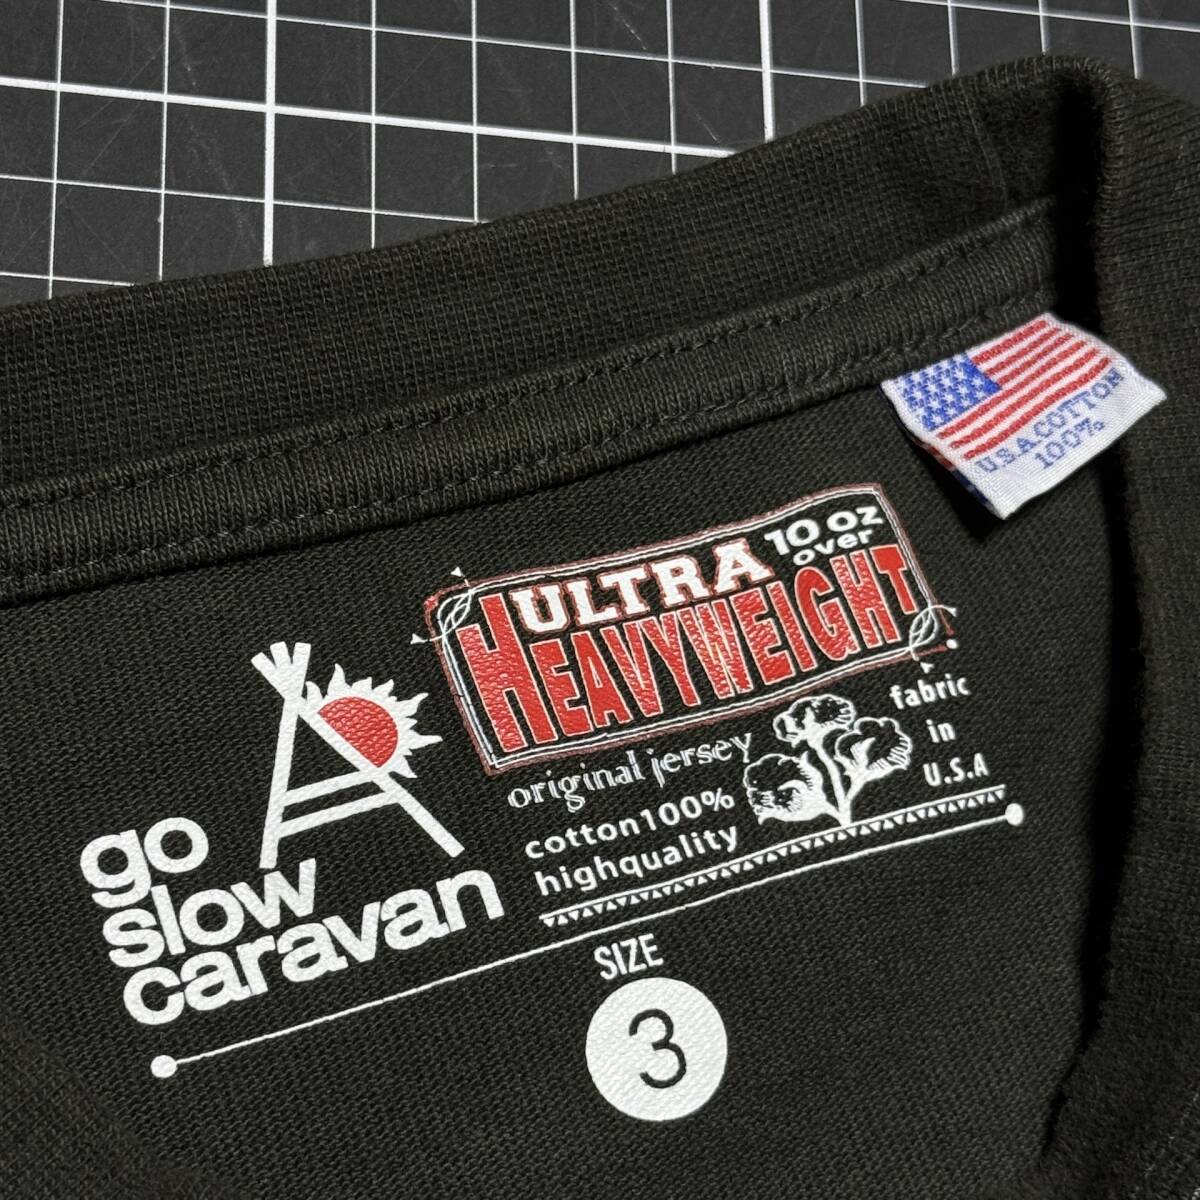 U.S.A COTTON
100%
ULTRA 10 oz
over
HEAVYWEIGHT
original jersey
cotton100%
highquality
fabric
in
U.S.A
go
slow
caravan
SIZE
3